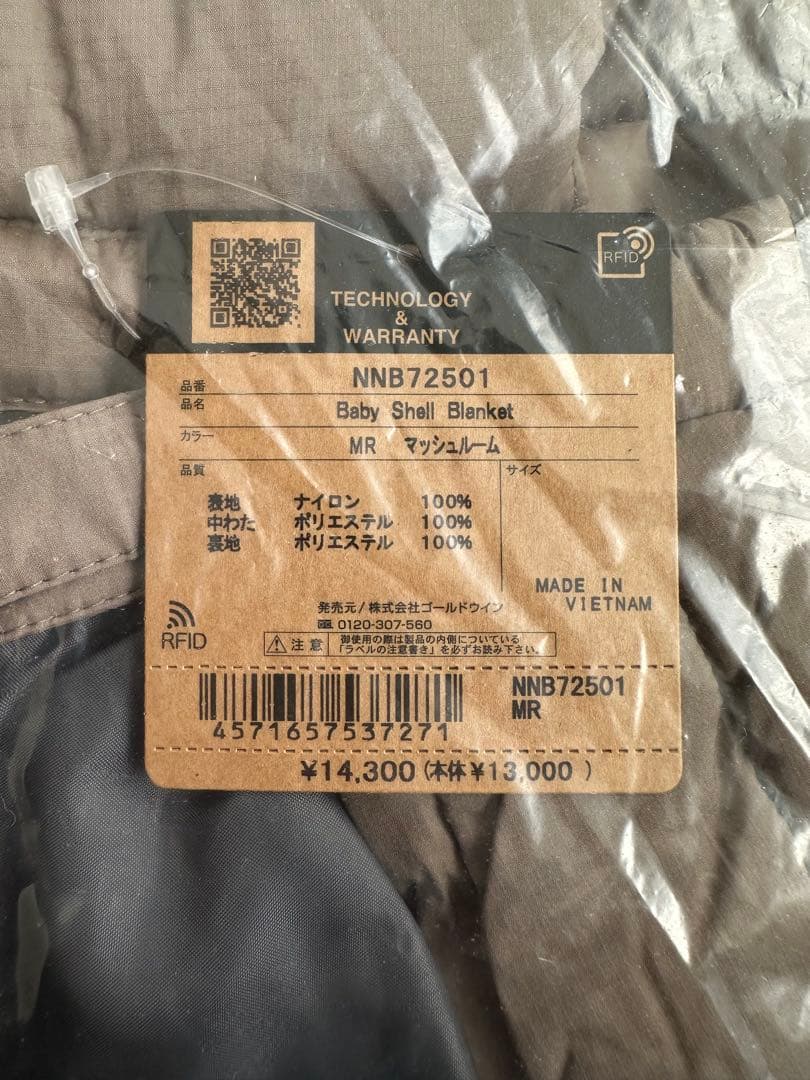 RFID
TECHNOLOGY
&
WARRANTY
品番 NNB72501
品名 Baby Shell Blanket
カラー MR マッシュルーム
品質 サイズ
表地 ナイロン 100%
中わた ポリエステル 100%
裏地 ポリエステル 100%
MADE IN
VIETNAM
RFID
発売元/株式会社ゴールドウイン
0120-307-560
注意 御使用の際は製品の内側についている
「ラベルの注意書き」を必ずお読み下さい。
4571657537271
NNB72501
MR
¥14,300 (本体¥13,000 )